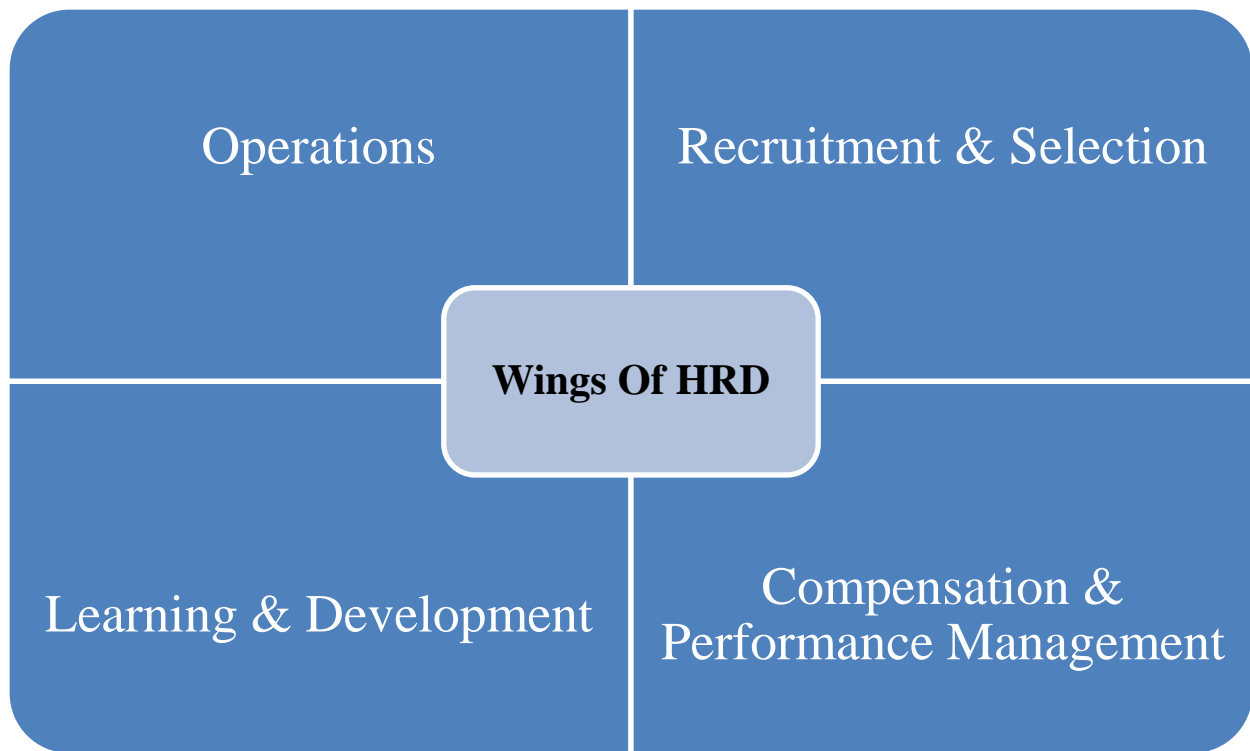 Operations
Recruitment & Selection
Wings Of HRD
Learning & Development
Compensation &
Performance Management